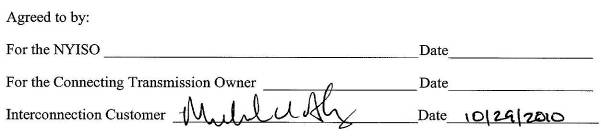 Agreed to by:
For the NYISO Date
For the Connecting Transmission Owner Date
Interconnection Customer Date 10/29/2010